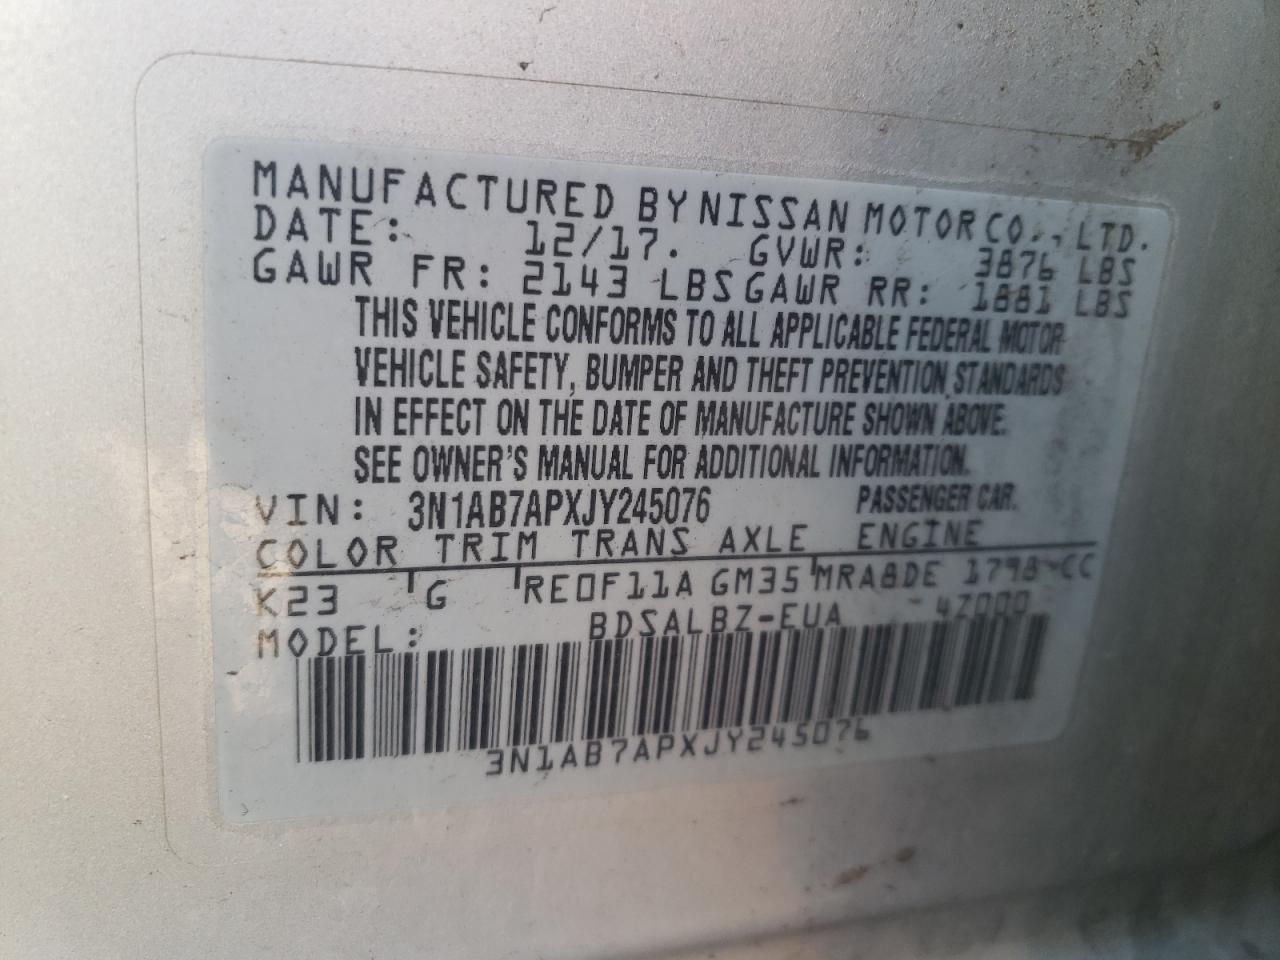 MANUFACTURED BY NISSAN MOTOR CO., LTD.
DATE: 12/17. GVWR: 3876 LBS
GAWR FR: 2143 LBS GAWR RR: 1881 LBS
THIS VEHICLE CONFORMS TO ALL APPLICABLE FEDERAL MOTOR
VEHICLE SAFETY, BUMPER AND THEFT PREVENTION STANDARDS
IN EFFECT ON THE DATE OF MANUFACTURE SHOWN ABOVE.
SEE OWNER'S MANUAL FOR ADDITIONAL INFORMATION.
VIN: 3N1AB7APXJY245076 PASSENGER CAR.
COLOR TRIM TRANS AXLE ENGINE
K23 G RE0F11A GM35 MRA8DE 1798 CC
MODEL: BDSALBZ-EUA 4Z000
3N1AB7APXJY245076